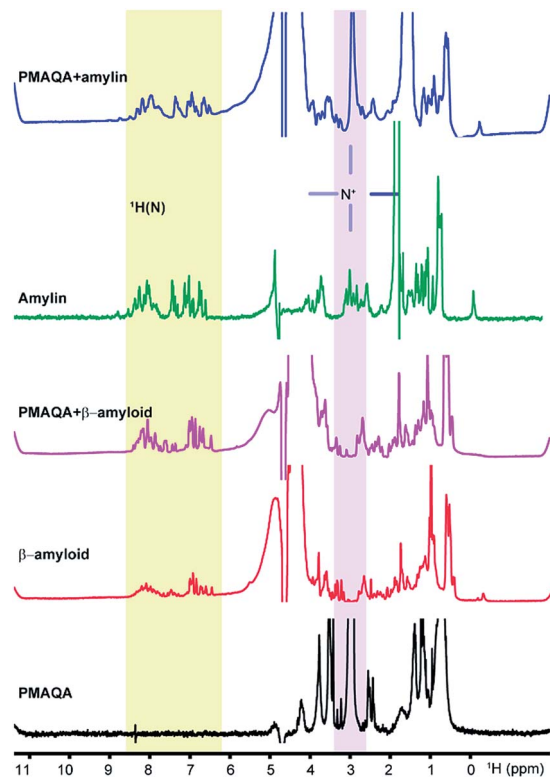 PMAQA+amylin
N⁺
¹H(N)
Amylin
PMAQA+β-amyloid
β-amyloid
PMAQA
11 10 9 8 7 6 5 4 3 2 1 0 ¹H (ppm)